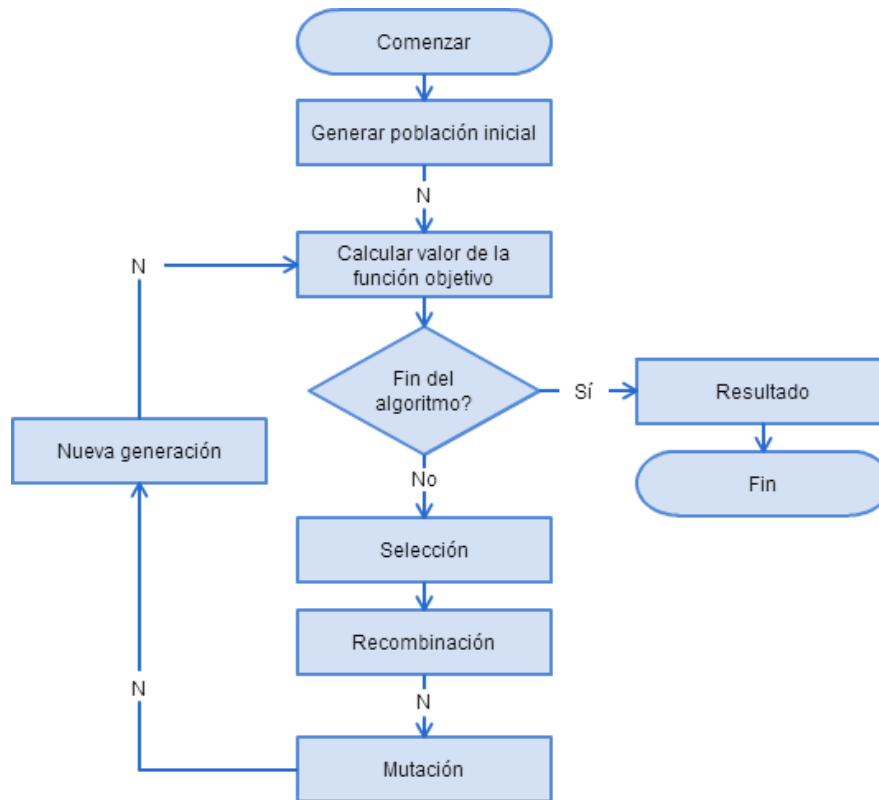 Comenzar
Generar población inicial
N
Calcular valor de la
función objetivo
N
Fin del
algoritmo?
Sí
Resultado
Nueva generación
No
Fin
Selección
Recombinación
N
N
Mutación